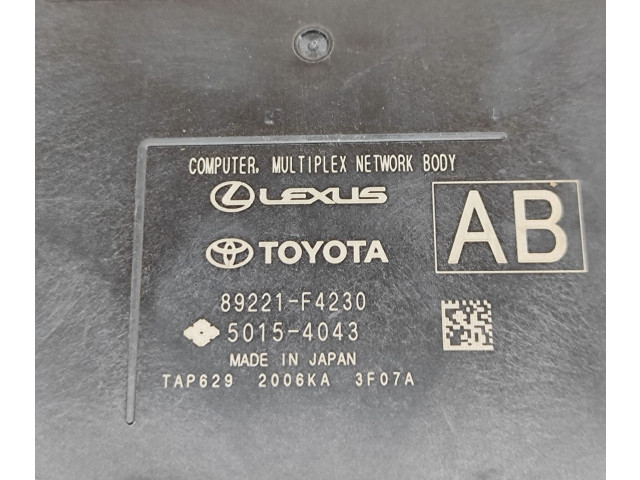 COMPUTER, MULTIPLEX NETWORK BODY
LEXUS
TOYOTA
AB
89221-F4230
5015-4043
MADE IN JAPAN
TAP629 2006KA 3F07A